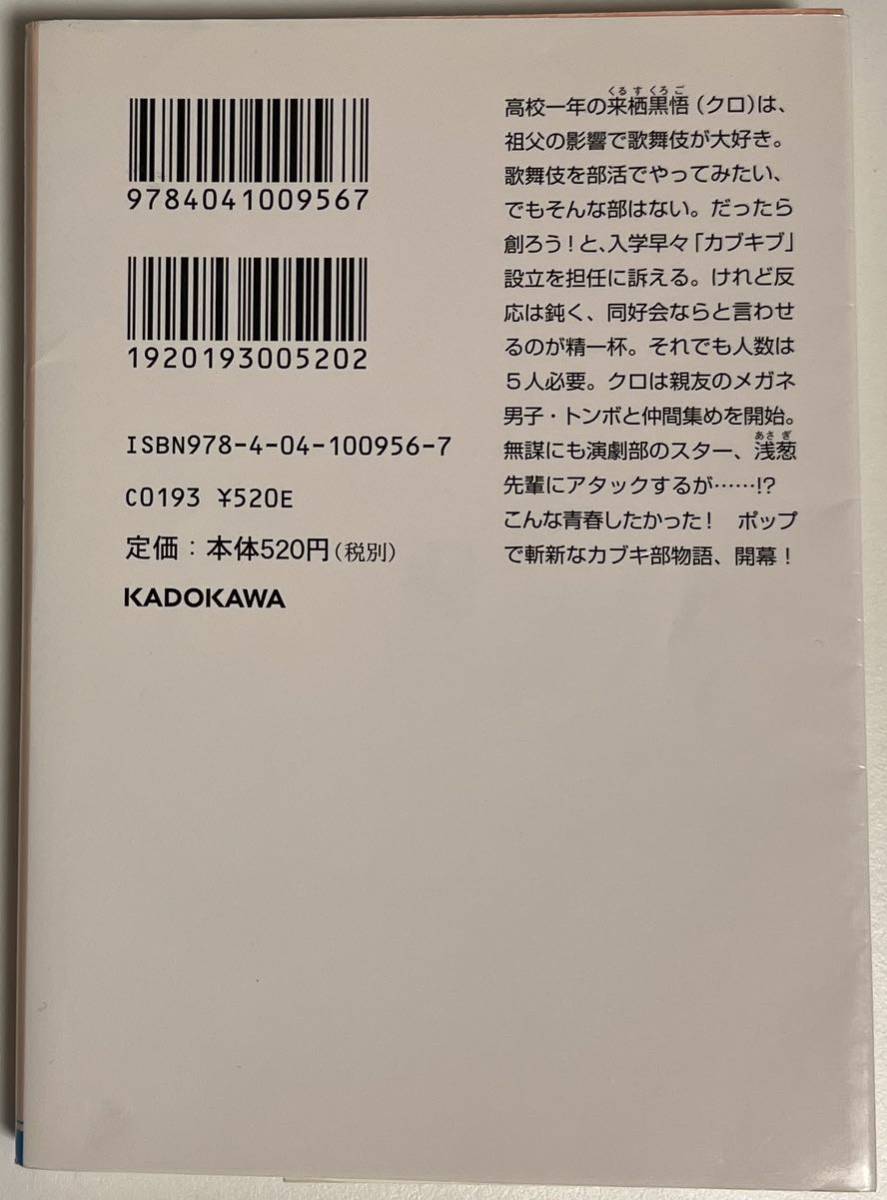 9784041009567
1920193005202
ISBN978-4-04-100956-7
C0193 ¥520E
定価：本体520円（税別）
KADOKAWA
くるすくろご
高校一年の来栖黒悟（クロ）は、
祖父の影響で歌舞伎が大好き。
歌舞伎を部活でやってみたい、
でもそんな部はない。だったら
創ろう！と、入学早々「カブキブ」
設立を担任に訴える。けれど反
応は鈍く、同好会ならと言わせ
るのが精一杯。それでも人数は
５人必要。クロは親友のメガネ
男子・トンボと仲間集めを開始。
あさぎ
無謀にも演劇部のスター、浅葱
先輩にアタックするが……!?
こんな青春したかった！　ポップ
で斬新なカブキ部物語、開幕！